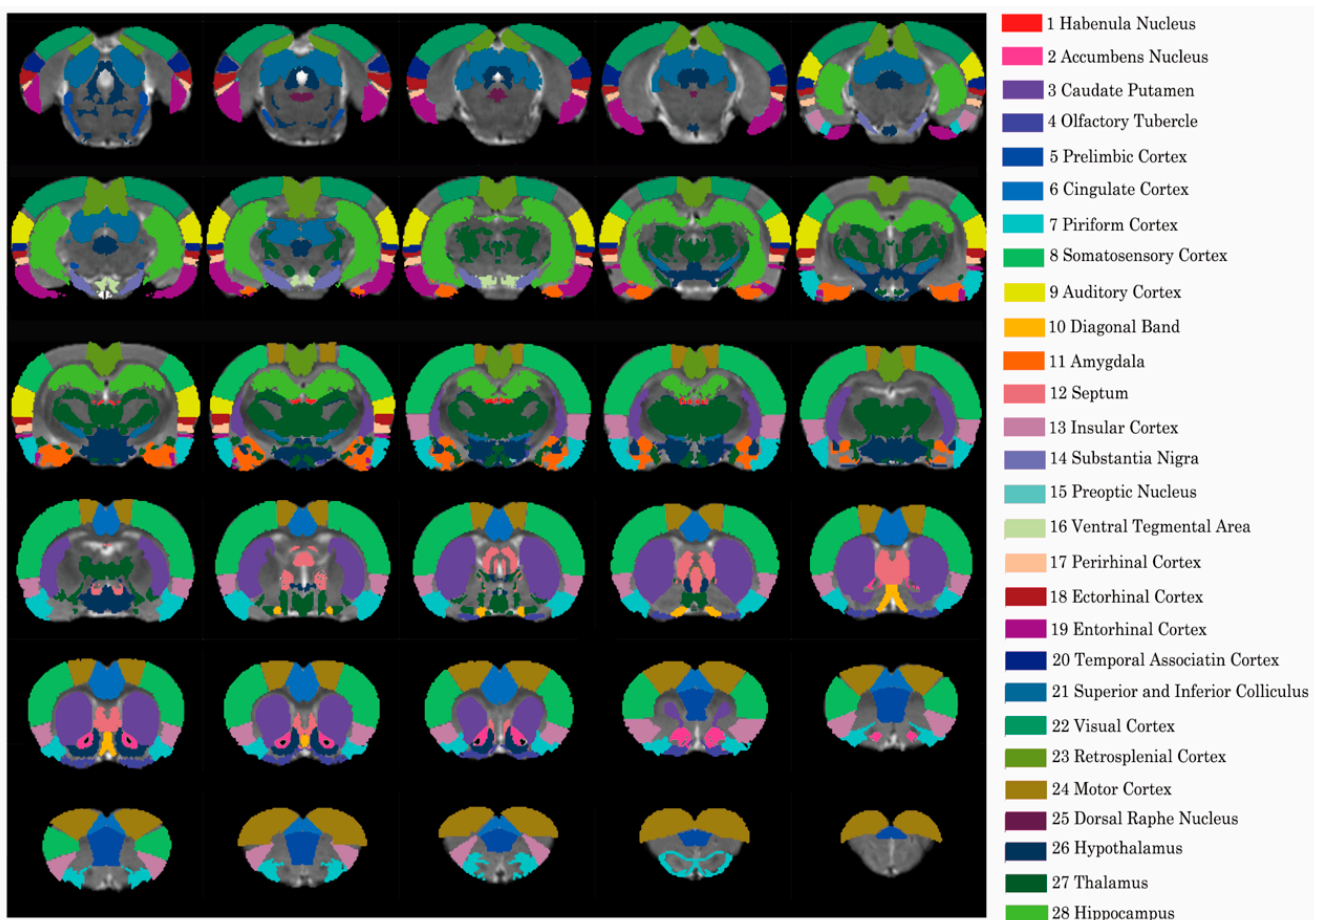 1 Habenula Nucleus
2 Accumbens Nucleus
3 Caudate Putamen
4 Olfactory Tubercle
5 Prelimbic Cortex
6 Cingulate Cortex
7 Piriform Cortex
8 Somatosensory Cortex
9 Auditory Cortex
10 Diagonal Band
11 Amygdala
12 Septum
13 Insular Cortex
14 Substantia Nigra
15 Preoptic Nucleus
16 Ventral Tegmental Area
17 Perirhinal Cortex
18 Ectorhinal Cortex
19 Entorhinal Cortex
20 Temporal Associatin Cortex
21 Superior and Inferior Colliculus
22 Visual Cortex
23 Retrosplenial Cortex
24 Motor Cortex
25 Dorsal Raphe Nucleus
26 Hypothalamus
27 Thalamus
28 Hippocampus